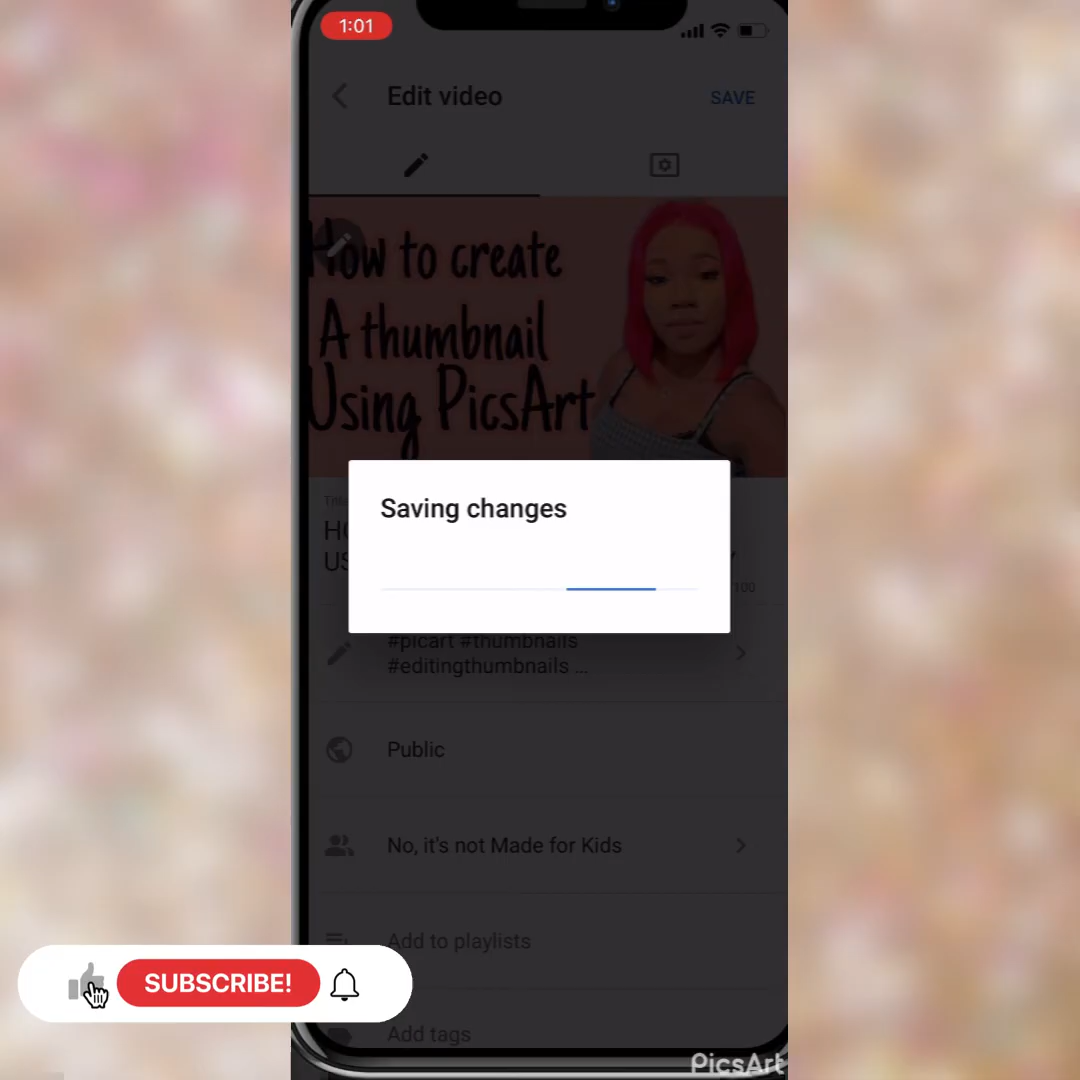 1:01
Edit video
SAVE
How to create
A thumbnail
Using PicsArt
Saving changes
/100
#picart #thumbnails
#editingthumbnails ...
Public
No, it's not Made for Kids
Add to playlists
SUBSCRIBE!
Add tags
PicsArt